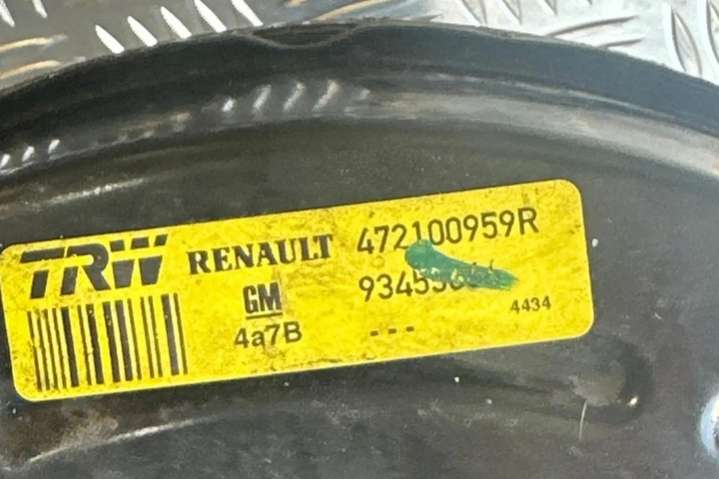 TRW RENAULT 472100959R
GM
4a7B --- 4434